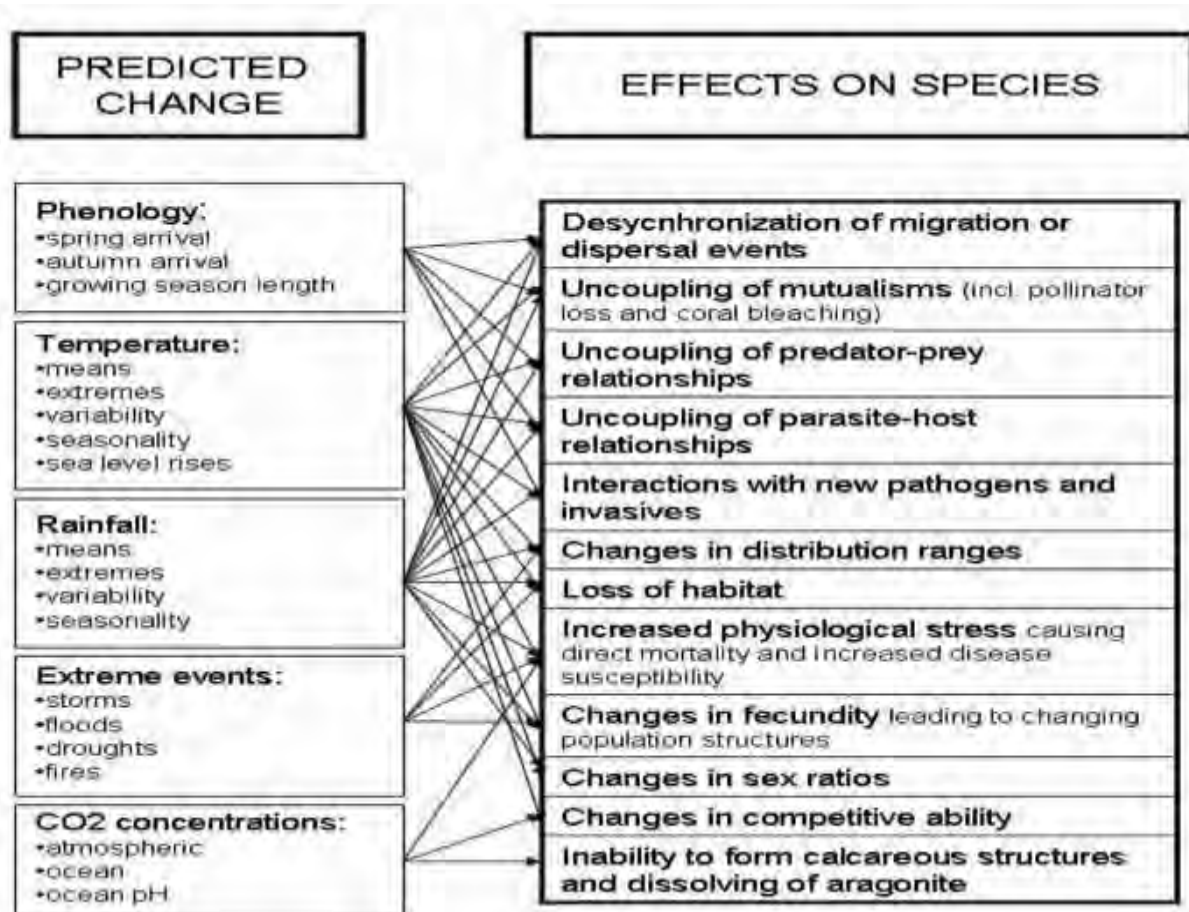 PREDICTED
CHANGE
EFFECTS ON SPECIES
Phenology:
•spring arrival
•autumn arrival
•growing season length
Temperature:
•means
•extremes
•variability
•seasonality
•sea level rises
Rainfall:
•means
•extremes
•variability
•seasonality
Extreme events:
•storms
•floods
•droughts
•fires
CO2 concentrations:
•atmospheric
•ocean
•ocean pH
Desycnhronization of migration or
dispersal events
Uncoupling of mutualisms (incl. pollinator
loss and coral bleaching)
Uncoupling of predator-prey
relationships
Uncoupling of parasite-host
relationships
Interactions with new pathogens and
invasives
Changes in distribution ranges
Loss of habitat
Increased physiological stress causing
direct mortality and increased disease
susceptibility
Changes in fecundity leading to changing
population structures
Changes in sex ratios
Changes in competitive ability
Inability to form calcareous structures
and dissolving of aragonite